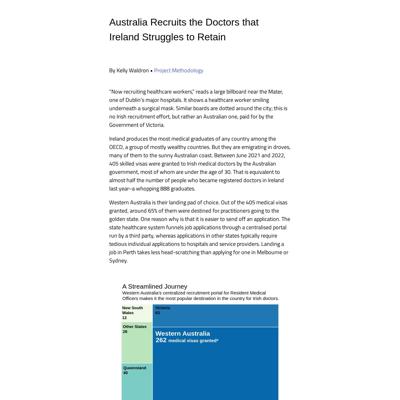 Australia Recruits the Doctors that
Ireland Struggles to Retain
By Kelly Waldron • Project Methodology
"Now recruiting healthcare workers," reads a large billboard near the Mater,
one of Dublin's major hospitals. It shows a healthcare worker smiling
underneath a surgical mask. Similar boards are dotted around the city; this is
no Irish recruitment effort, but rather an Australian one, paid for by the
Government of Victoria.
Ireland produces the most medical graduates of any country among the
OECD, a group of mostly wealthy countries. But they are emigrating in droves,
many of them to the sunny Australian coast. Between June 2021 and 2022,
405 skilled visas were granted to Irish medical doctors by the Australian
government, most of whom are under the age of 30. That is equivalent to
almost half the number of people who became registered doctors in Ireland
last year–a whopping 888 graduates.
Western Australia is their landing pad of choice. Out of the 405 medical visas
granted, around 65% of them were destined for practitioners going to the
golden state. One reason why is that it is easier to send off an application. The
state healthcare system funnels job applications through a centralised portal
run by a third party, whereas applications in other states typically require
tedious individual applications to hospitals and service providers. Landing a
job in Perth takes less head-scratching than applying for one in Melbourne or
Sydney.
A Streamlined Journey
Western Australia's centralized recruitment portal for Resident Medical
Officers makes it the most popular destination in the country for Irish doctors.
New South
Wales
12
Victoria
Other States
Western Australia
262 medical visas granted*
Queensland